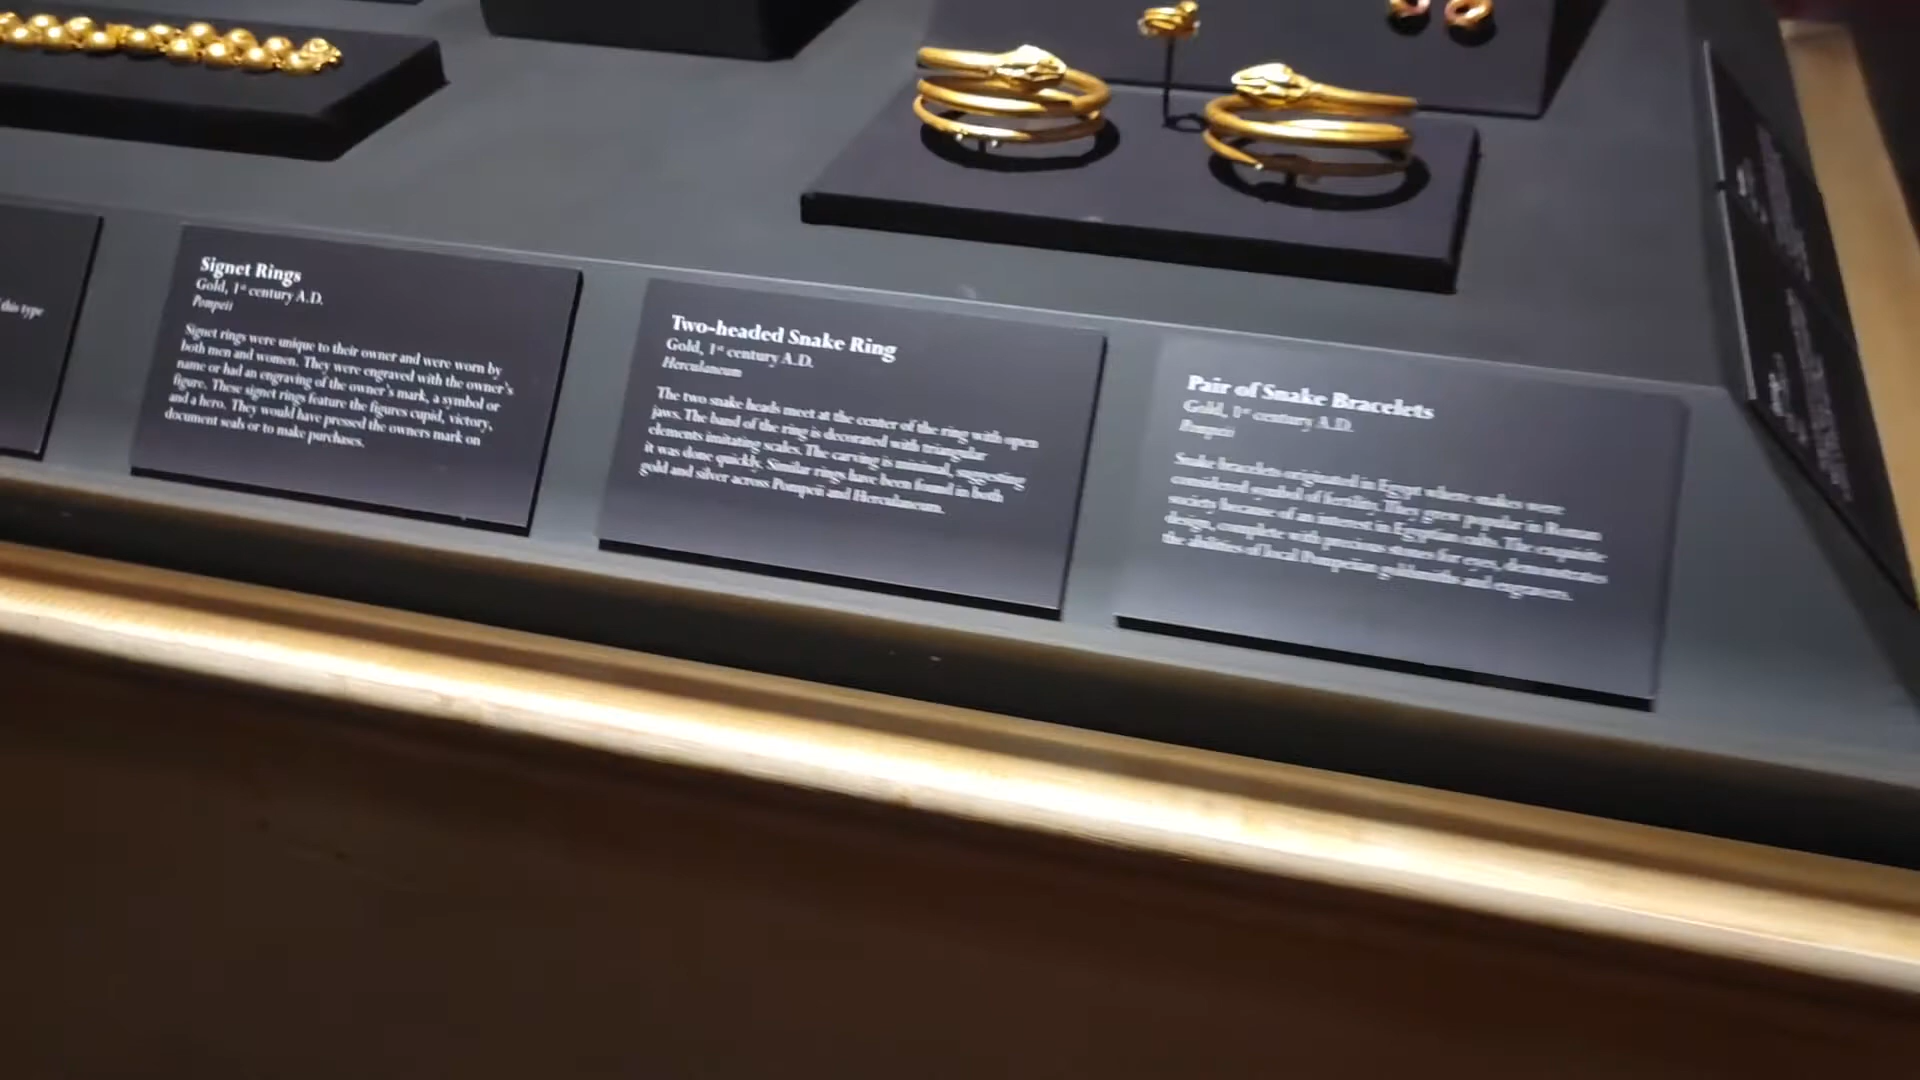 this type
Signet Rings
Gold, 1st century A.D.
Pompeii
Signet rings were unique to their owner and were worn by
both men and women. They were engraved with the owner's
name or had an engraving of the owner's mark, a symbol or
figure. These signet rings feature the figures cupid, victory,
and a hero. They would have pressed the owners mark on
document seals or to make purchases.
Two-headed Snake Ring
Gold, 1st century A.D.
Herculaneum
The two snake heads meet at the center of the ring with open
jaws. The band of the ring is decorated with triangular
elements imitating scales. The carving is minimal, suggesting
it was done quickly. Similar rings have been found in both
gold and silver across Pompeii and Herculaneum.
Pair of Snake Bracelets
Gold, 1st century A.D.
Pompeii
Snake bracelets originated in Egypt where snakes were
considered symbol of fertility. They grew popular in Roman
society because of an interest in Egyptian cults. The exquisite
design, complete with precious stones for eyes, demonstrates
the abilities of local Pompeian goldsmiths and engravers.